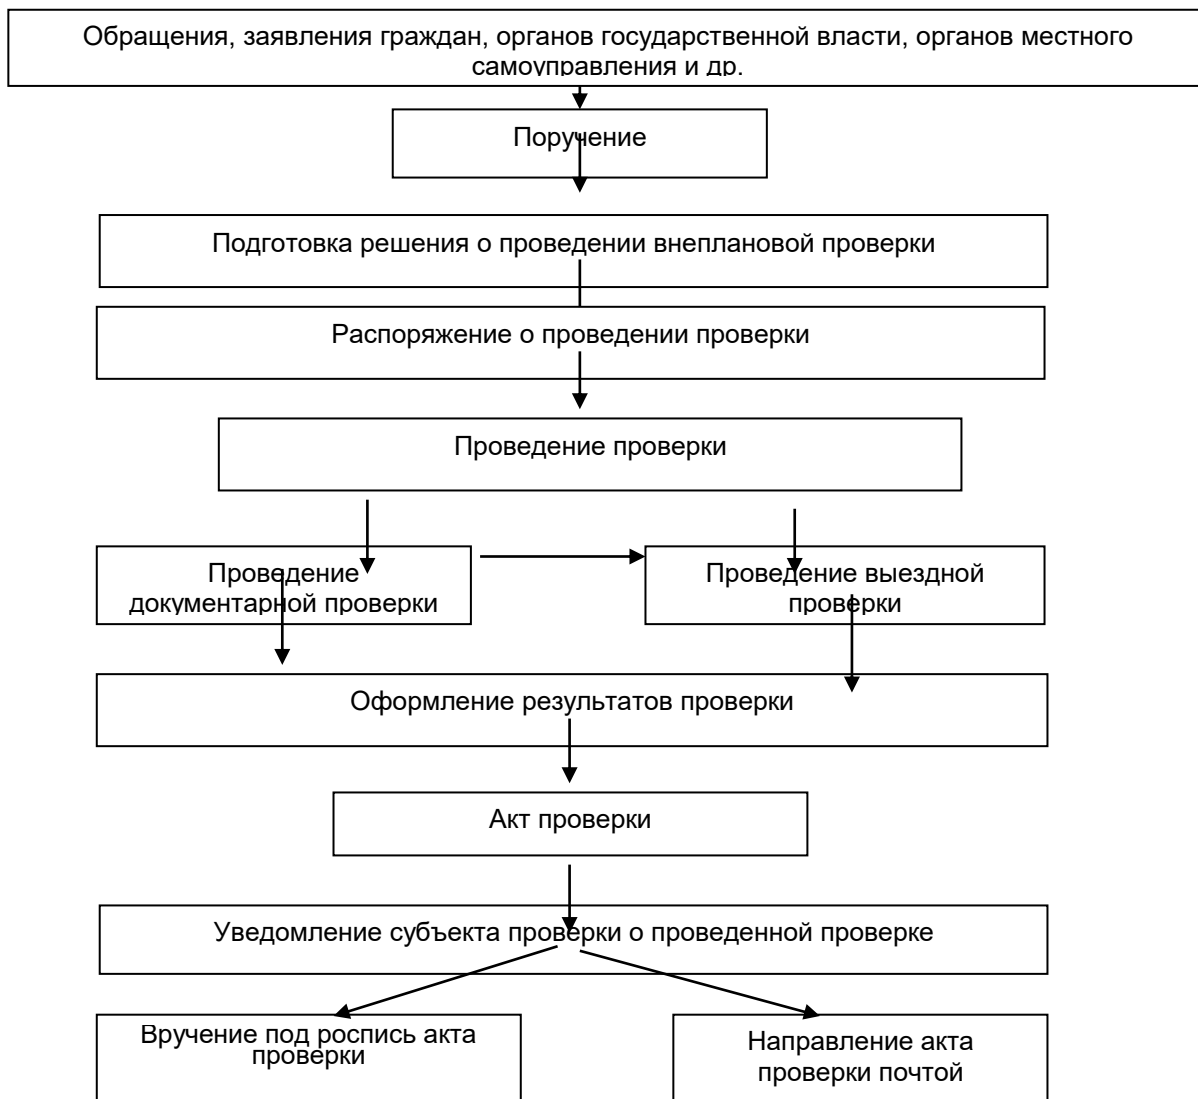 Обращения, заявления граждан, органов государственной власти, органов местного
самоуправления и др.
Поручение
Подготовка решения о проведении внеплановой проверки
Распоряжение о проведении проверки
Проведение проверки
Проведение
документарной проверки
Проведение выездной
проверки
Оформление результатов проверки
Акт проверки
Уведомление субъекта проверки о проведенной проверке
Вручение под роспись акта
проверки
Направление акта
проверки почтой